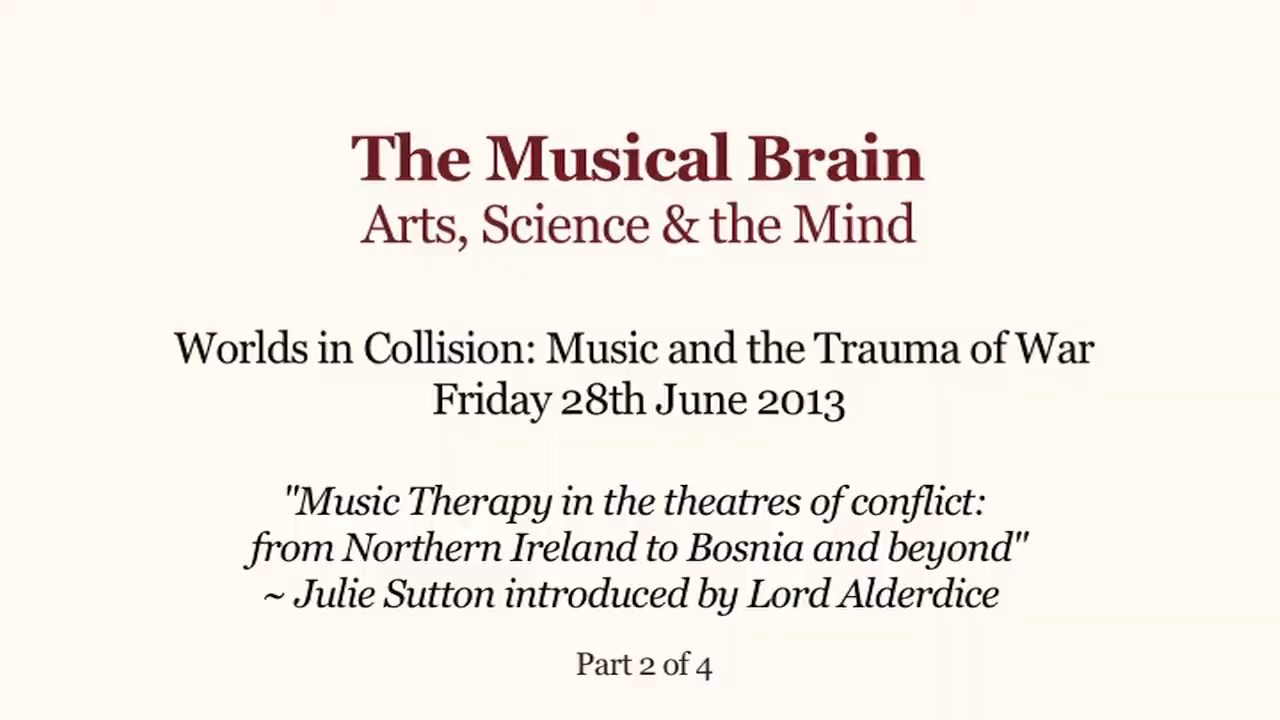 The Musical Brain
Arts, Science & the Mind
Worlds in Collision: Music and the Trauma of War
Friday 28th June 2013
"Music Therapy in the theatres of conflict:
from Northern Ireland to Bosnia and beyond"
~ Julie Sutton introduced by Lord Alderdice
Part 2 of 4